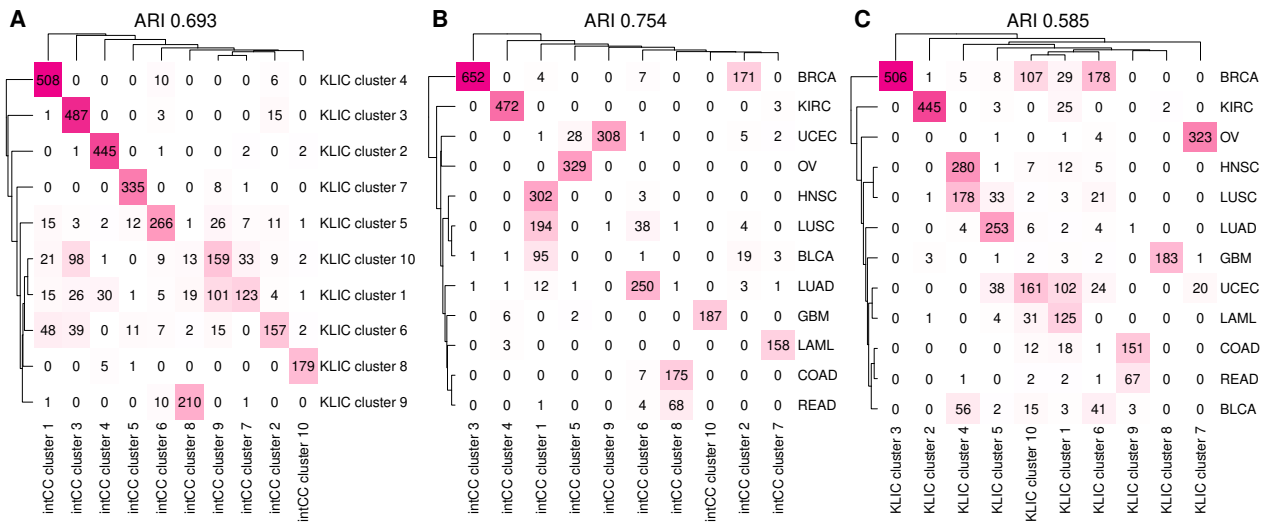 A ARI 0.693
508 0 0 0 10 0 0 0 6 0 KLIC cluster 4
1 487 0 0 3 0 0 0 15 0 KLIC cluster 3
0 1 445 0 1 0 0 2 0 2 KLIC cluster 2
0 0 0 335 0 0 8 1 0 0 KLIC cluster 7
15 3 2 12 266 1 26 7 11 1 KLIC cluster 5
21 98 1 0 9 13 159 33 9 2 KLIC cluster 10
15 26 30 1 5 19 101 123 4 1 KLIC cluster 1
48 39 0 11 7 2 15 0 157 2 KLIC cluster 6
0 0 5 1 0 0 0 0 0 179 KLIC cluster 8
1 0 0 0 10 210 0 0 0 0 KLIC cluster 9
intCC cluster 1
intCC cluster 3
intCC cluster 4
intCC cluster 5
intCC cluster 6
intCC cluster 8
intCC cluster 9
intCC cluster 7
intCC cluster 2
intCC cluster 10
B ARI 0.754
652 0 4 0 0 7 0 0 171 0 BRCA
0 472 0 0 0 0 0 0 0 3 KIRC
0 0 1 28 308 1 0 0 5 2 UCEC
0 0 0 329 0 0 0 0 0 0 OV
0 0 302 0 0 3 0 0 0 0 HNSC
0 0 194 0 1 38 1 0 4 0 LUSC
1 1 95 0 1 0 1 0 19 3 BLCA
1 1 12 1 0 250 1 0 3 1 LUAD
0 6 0 2 0 0 0 187 0 0 GBM
0 3 0 0 0 0 0 0 0 158 LAML
0 0 0 0 0 7 175 0 0 0 COAD
0 0 1 0 0 4 68 0 0 0 READ
intCC cluster 3
intCC cluster 4
intCC cluster 1
intCC cluster 5
intCC cluster 9
intCC cluster 6
intCC cluster 8
intCC cluster 10
intCC cluster 2
intCC cluster 7
C ARI 0.585
506 1 5 8 107 29 178 0 0 0 BRCA
0 445 0 3 0 25 0 0 2 0 KIRC
0 0 0 1 0 1 4 0 0 323 OV
0 0 280 1 7 12 5 0 0 0 HNSC
0 1 178 33 2 3 21 0 0 0 LUSC
0 0 4 253 6 2 4 1 0 0 LUAD
0 3 0 1 2 3 2 0 183 1 GBM
0 0 0 38 161 102 24 0 0 20 UCEC
0 1 0 4 31 125 0 0 0 0 LAML
0 0 0 0 12 18 1 151 0 0 COAD
0 0 1 0 2 2 1 67 0 0 READ
0 0 56 2 15 3 41 3 0 0 BLCA
KLIC cluster 3
KLIC cluster 2
KLIC cluster 4
KLIC cluster 5
KLIC cluster 10
KLIC cluster 1
KLIC cluster 6
KLIC cluster 9
KLIC cluster 8
KLIC cluster 7